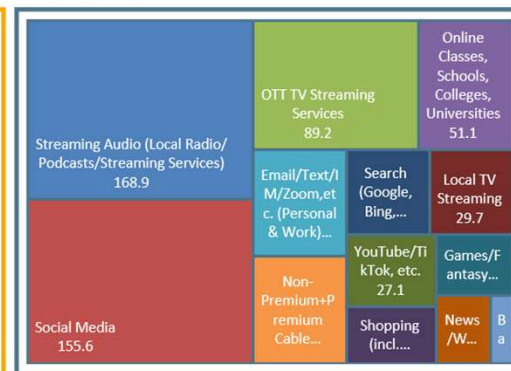 Streaming Audio (Local Radio/
Podcasts/Streaming Services)
168.9
Social Media
155.6
OTT TV Streaming
Services
89.2
Online
Classes,
Schools,
Colleges,
Universities
51.1
Email/Text/I
M/Zoom,et
c. (Personal
& Work)...
Search
(Google,
Bing,...
Local TV
Streaming
29.7
Non-
Premium+P
remium
Cable...
YouTube/Ti
kTok, etc.
27.1
Games/F
antasy...
Shopping
(incl....
News
/W...
B
a